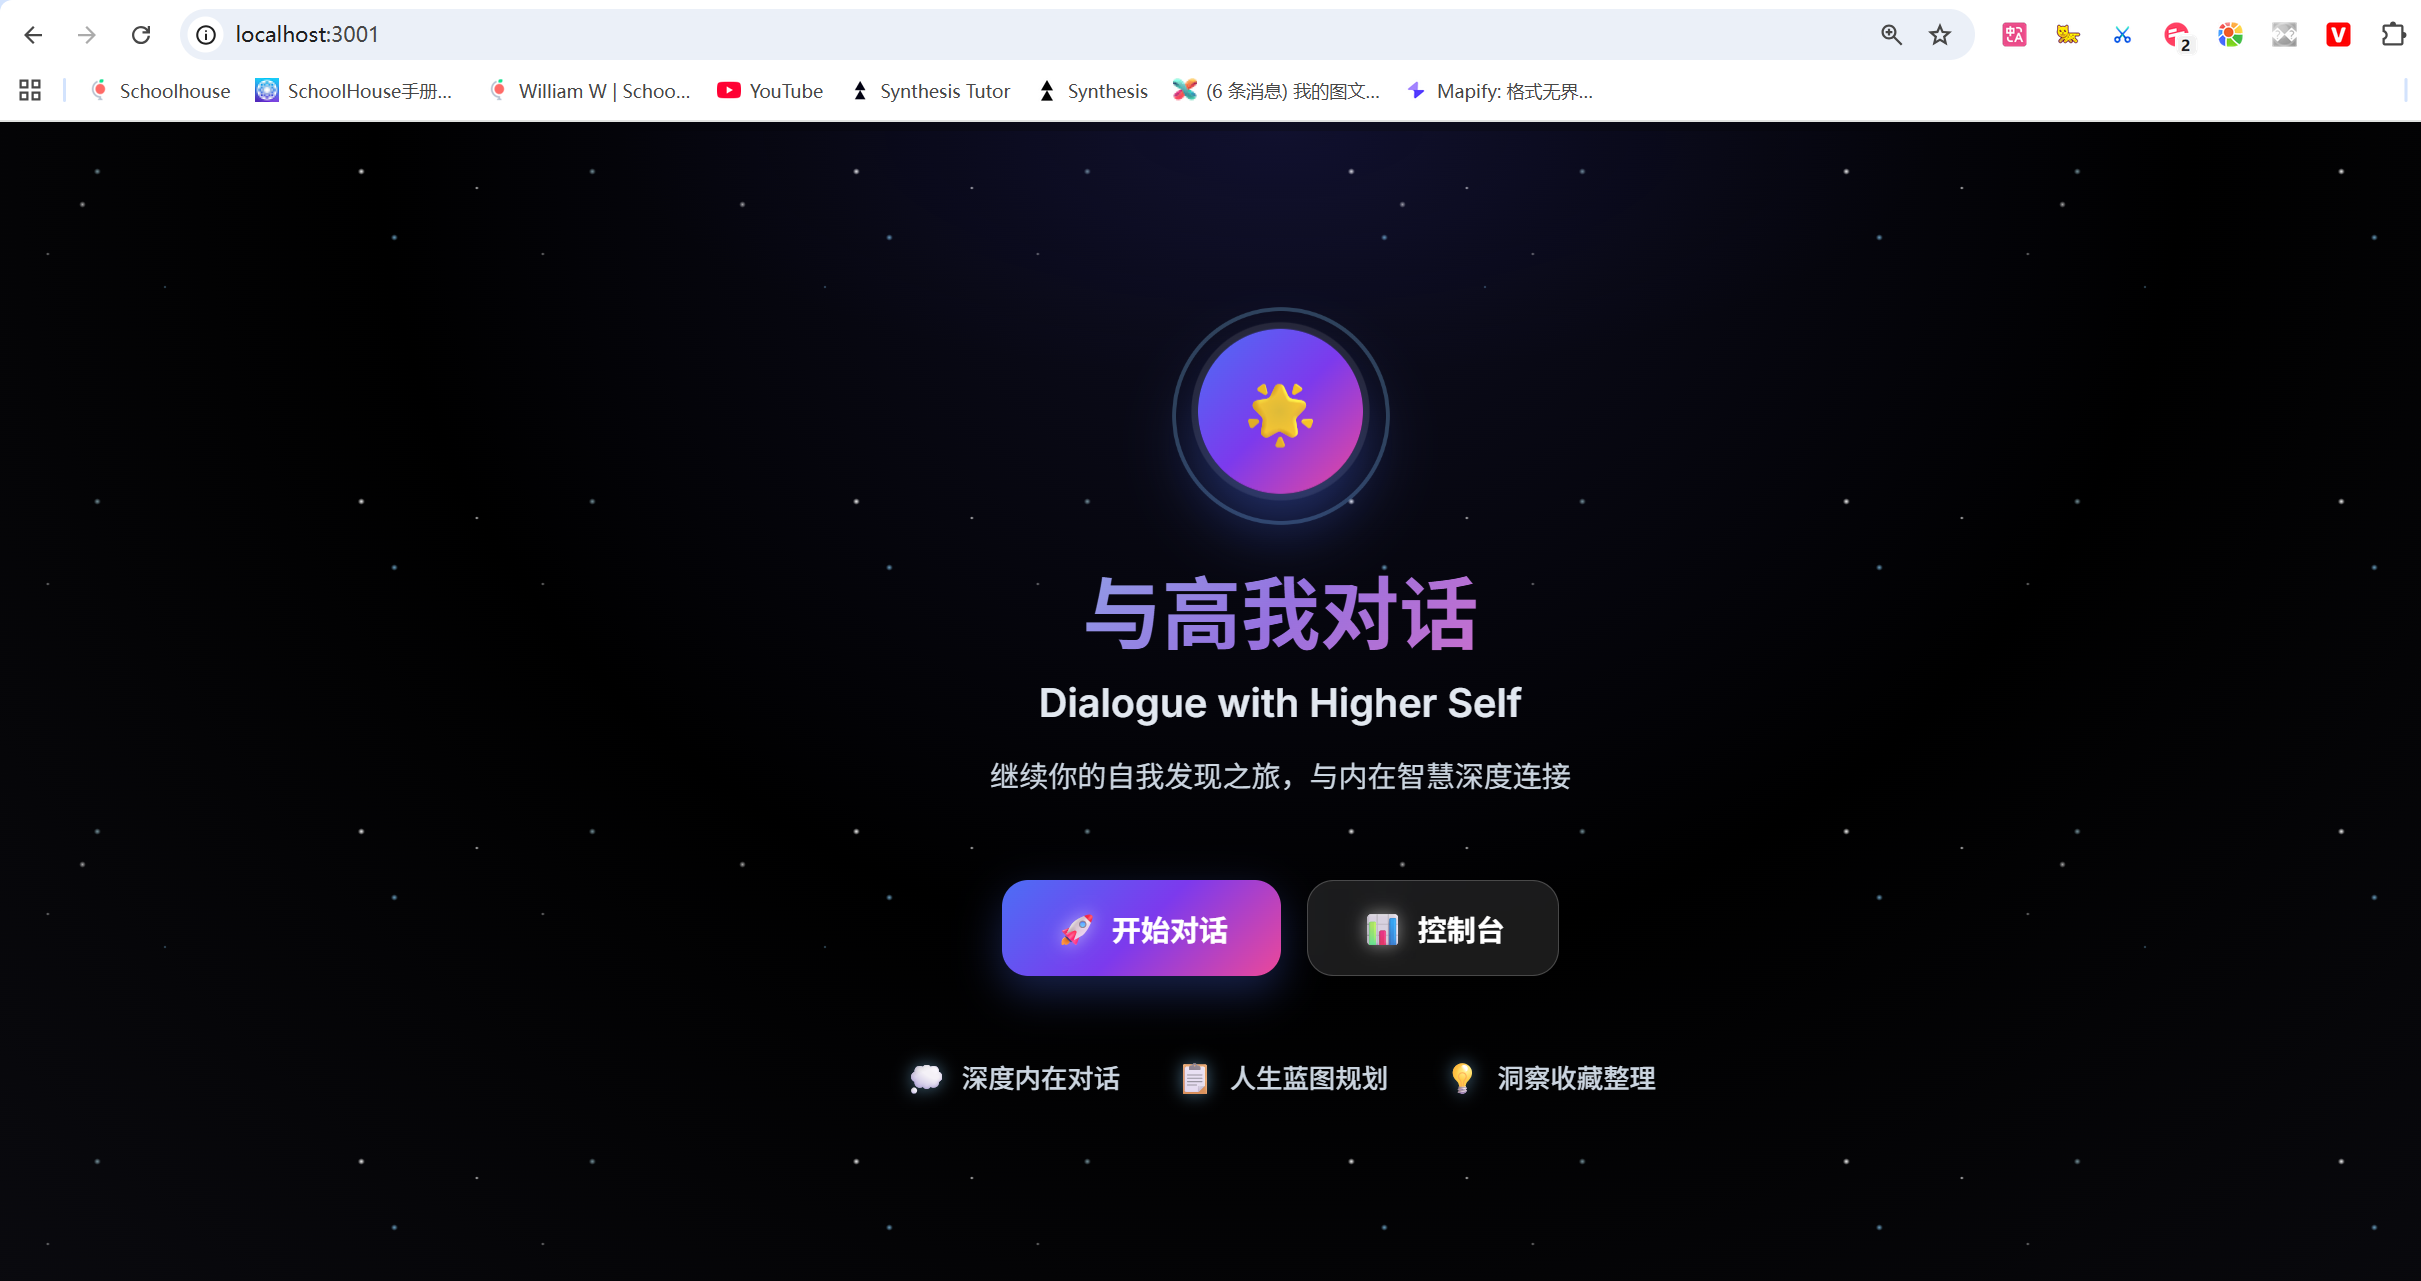 localhost:3001
Schoolhouse SchoolHouse手册... William W | Schoo... YouTube Synthesis Tutor Synthesis (6 条消息) 我的图文... Mapify: 格式无界...
与高我对话
Dialogue with Higher Self
继续你的自我发现之旅，与内在智慧深度连接
🚀 开始对话 📊 控制台
💭 深度内在对话 📋 人生蓝图规划 💡 洞察收藏整理